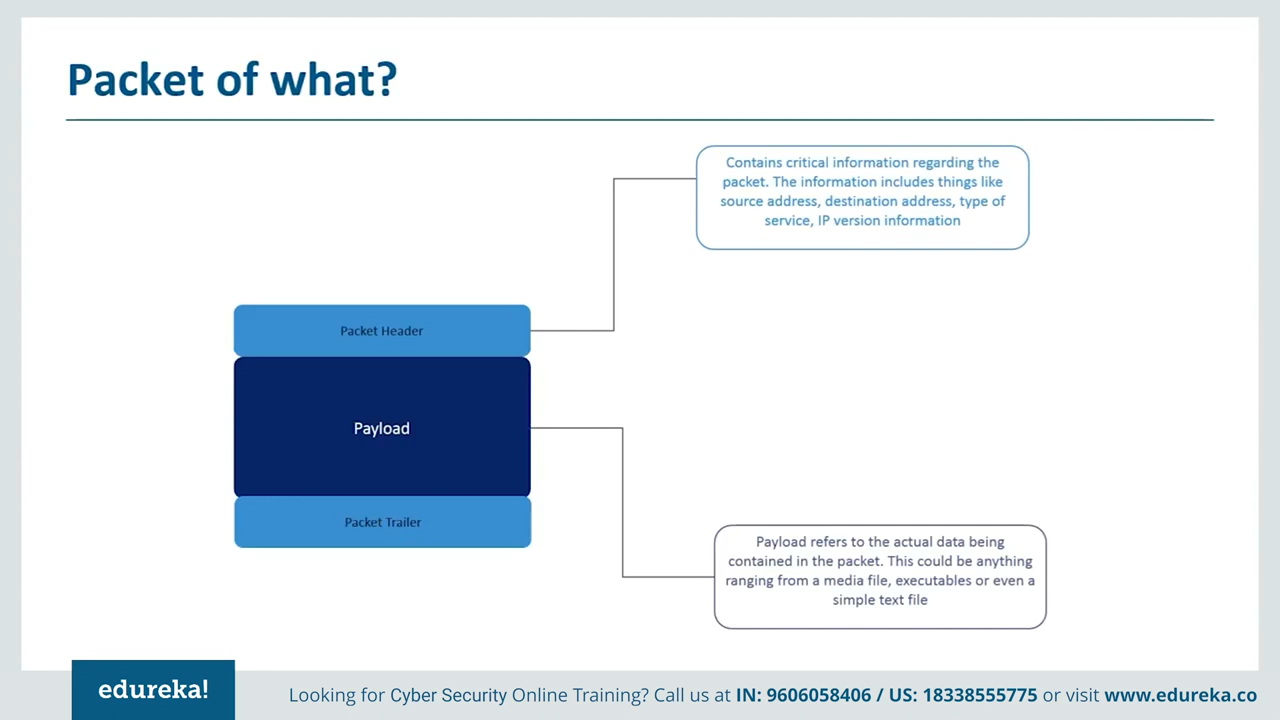 Packet of what?
Contains critical information regarding the
packet. The information includes things like
source address, destination address, type of
service, IP version information
Packet Header
Payload
Packet Trailer
Payload refers to the actual data being
contained in the packet. This could be anything
ranging from a media file, executables or even a
simple text file
edureka!
Looking for Cyber Security Online Training? Call us at IN: 9606058406 / US: 18338555775 or visit www.edureka.co